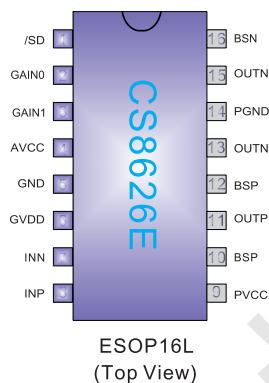 /SD 1 16 BSN
GAIN0 2 15 OUTN
GAIN1 3 14 PGND
AVCC 4 13 OUTN
GND 5 12 BSP
GVDD 6 11 OUTP
INN 7 10 BSP
INP 8 9 PVCC
CS8626E
ESOP16L
(Top View)